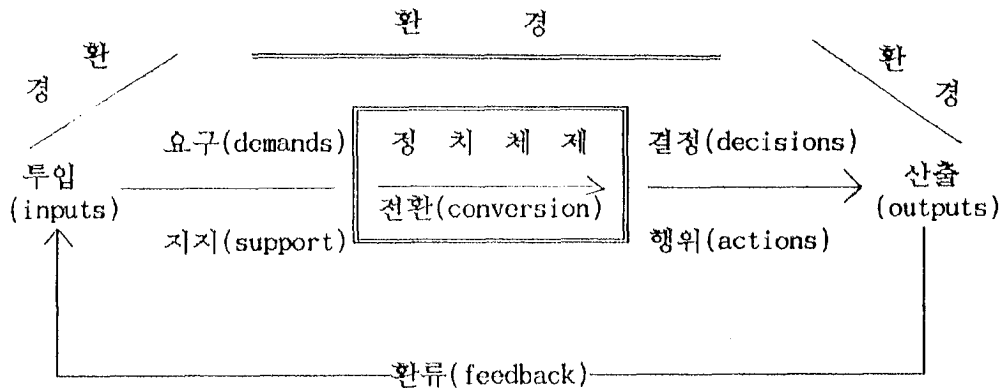 환 경
환
경
환
경
요구(demands)
정 치 체 제
결정(decisions)
투입
(inputs)
전환(conversion)
산출
(outputs)
지지(support)
행위(actions)
환류(feedback)